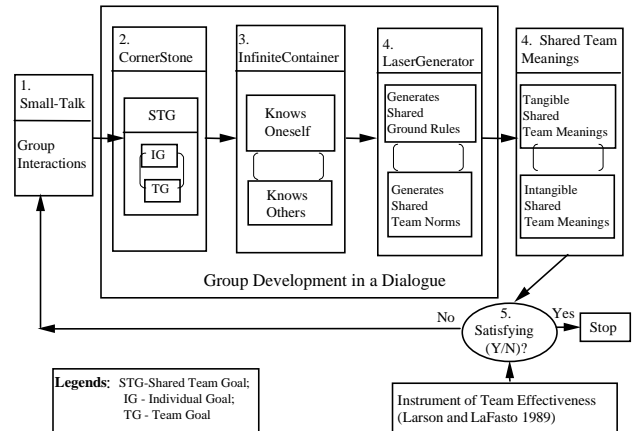 1.
Small-Talk
Group
Interactions
2.
CornerStone
STG
IG
TG
3.
InfiniteContainer
Knows
Oneself
Knows
Others
4.
LaserGenerator
Generates
Shared
Ground Rules
Generates
Shared
Team Norms
4. Shared Team
Meanings
Tangible
Shared
Team Meanings
Intangible
Shared
Team Meanings
Group Development in a Dialogue
No
5.
Satisfying
(Y/N)?
Yes
Stop
Legends: STG-Shared Team Goal;
IG - Individual Goal;
TG - Team Goal
Instrument of Team Effectiveness
(Larson and LaFasto 1989)